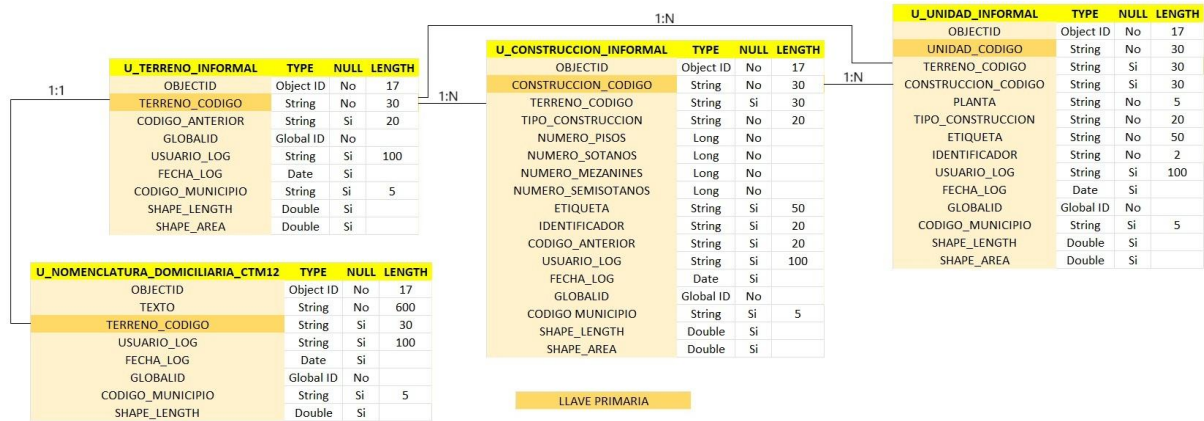 1:N
1:1
1:N
1:N
U_TERRENO_INFORMAL TYPE NULL LENGTH
OBJECTID Object ID No 17
TERRENO_CODIGO String No 30
CODIGO_ANTERIOR String Si 20
GLOBALID Global ID No
USUARIO_LOG String Si 100
FECHA_LOG Date Si
CODIGO_MUNICIPIO String Si 5
SHAPE_LENGTH Double Si
SHAPE_AREA Double Si
U_NOMENCLATURA_DOMICILIARIA_CTM12 TYPE NULL LENGTH
OBJECTID Object ID No 17
TEXTO String No 600
TERRENO_CODIGO String Si 30
USUARIO_LOG String Si 100
FECHA_LOG Date Si
GLOBALID Global ID No
CODIGO_MUNICIPIO String Si 5
SHAPE_LENGTH Double Si
U_CONSTRUCCION_INFORMAL TYPE NULL LENGTH
OBJECTID Object ID No 17
CONSTRUCCION_CODIGO String No 30
TERRENO_CODIGO String Si 30
TIPO_CONSTRUCCION String No 20
NUMERO_PISOS Long No
NUMERO_SOTANOS Long No
NUMERO_MEZANINES Long No
NUMERO_SEMISOTANOS Long No
ETIQUETA String Si 50
IDENTIFICADOR String Si 20
CODIGO_ANTERIOR String Si 20
USUARIO_LOG String Si 100
FECHA_LOG Date Si
GLOBALID Global ID No
CODIGO MUNICIPIO String Si 5
SHAPE_LENGTH Double Si
SHAPE_AREA Double Si
U_UNIDAD_INFORMAL TYPE NULL LENGTH
OBJECTID Object ID No 17
UNIDAD_CODIGO String No 30
TERRENO_CODIGO String Si 30
CONSTRUCCION_CODIGO String Si 30
PLANTA String No 5
TIPO_CONSTRUCCION String No 20
ETIQUETA String No 50
IDENTIFICADOR String No 2
USUARIO_LOG String Si 100
FECHA_LOG Date Si
GLOBALID Global ID No
CODIGO_MUNICIPIO String Si 5
SHAPE_LENGTH Double Si
SHAPE_AREA Double Si
LLAVE PRIMARIA